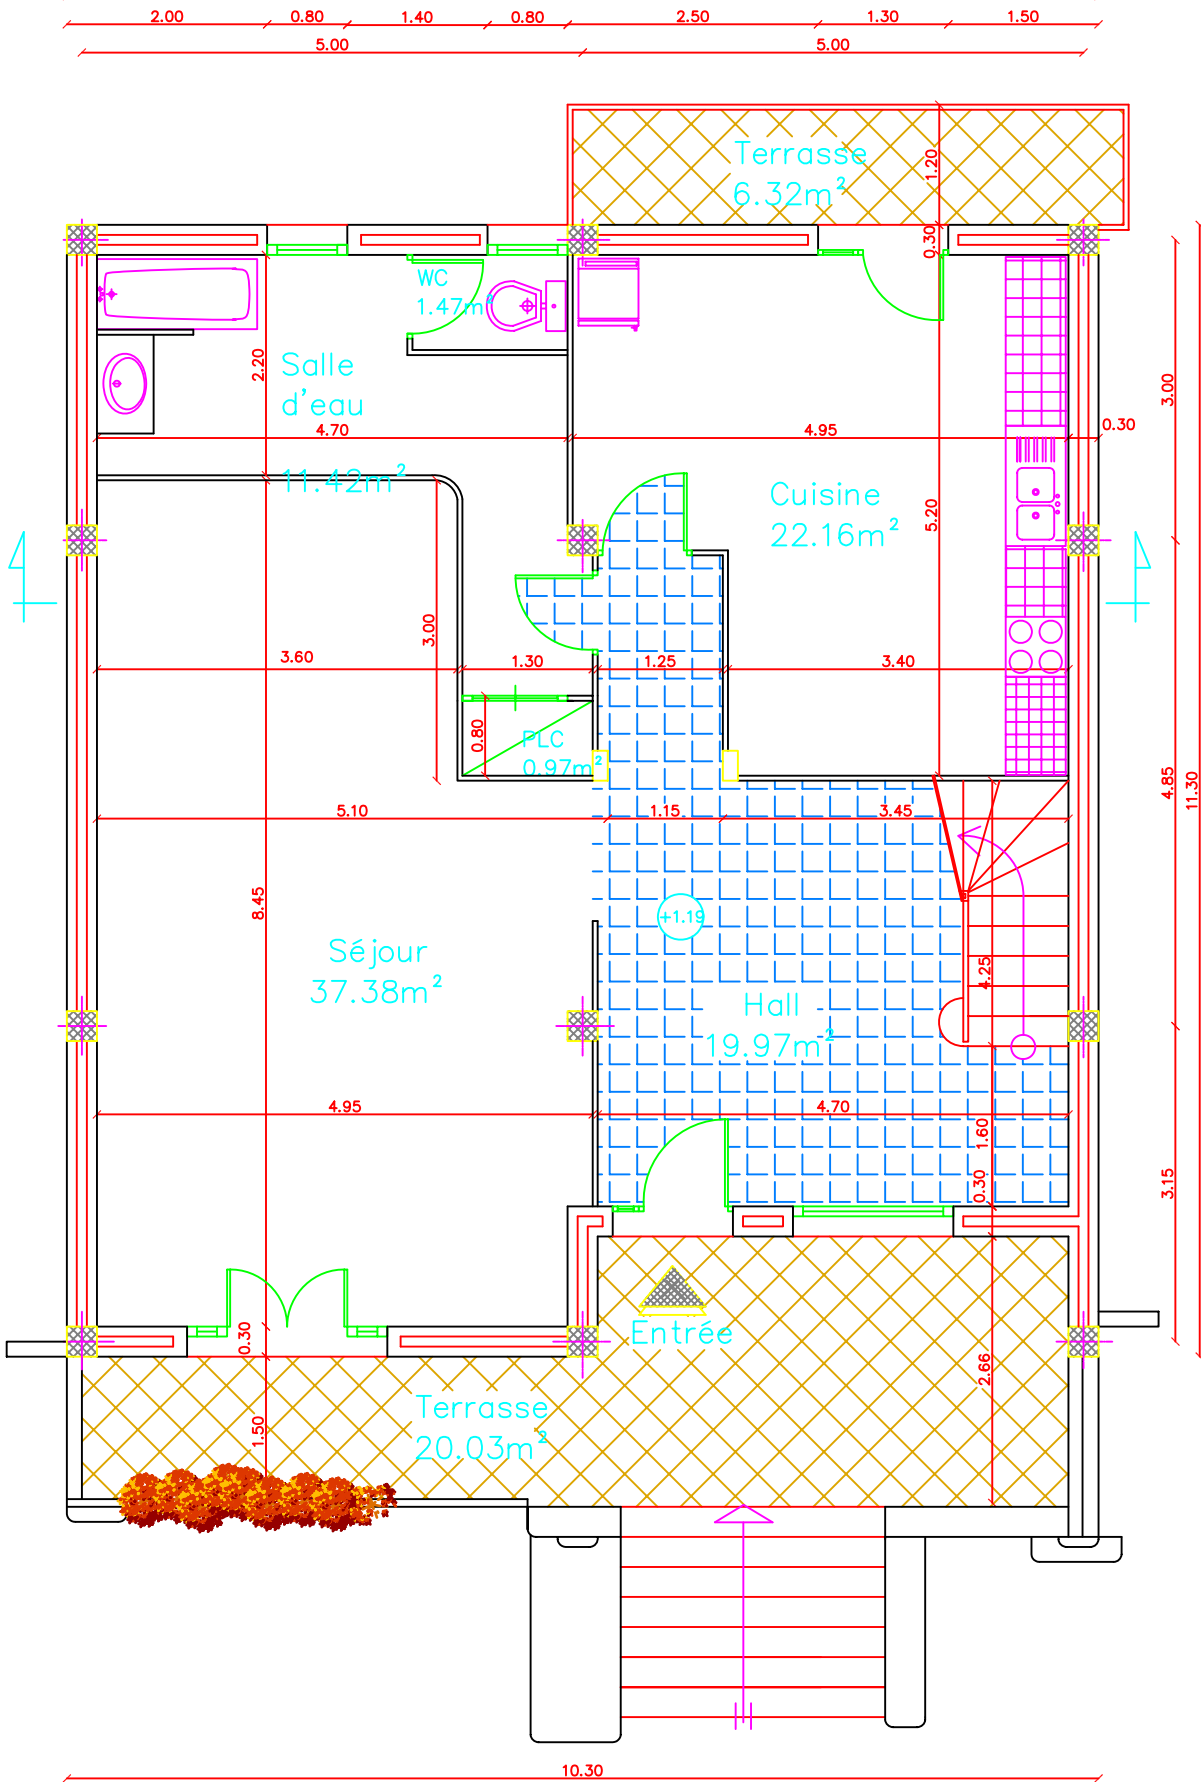 2.00 0.80 1.40 0.80 2.50 1.30 1.50
5.00 5.00
Terrasse
6.32m²
1.20
0.30
WC
1.47m²
Salle
d'eau
11.42m²
2.20
4.70
4.95
0.30
3.00
Cuisine
22.16m²
5.20
3.00
3.60
1.30
1.25
3.40
0.80
PLC
0.97m²
4.85
11.30
5.10
1.15
3.45
8.45
+1.19
Séjour
37.38m²
4.25
Hall
19.97m²
4.95
4.70
1.60
0.30
3.15
Entrée
0.30
2.66
Terrasse
20.03m²
1.50
10.30